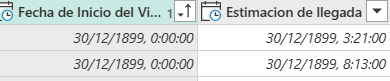 Fecha de Inicio del Vi... 1 Estimacion de llegada
30/12/1899, 0:00:00 30/12/1899, 3:21:00
30/12/1899, 0:00:00 30/12/1899, 8:13:00